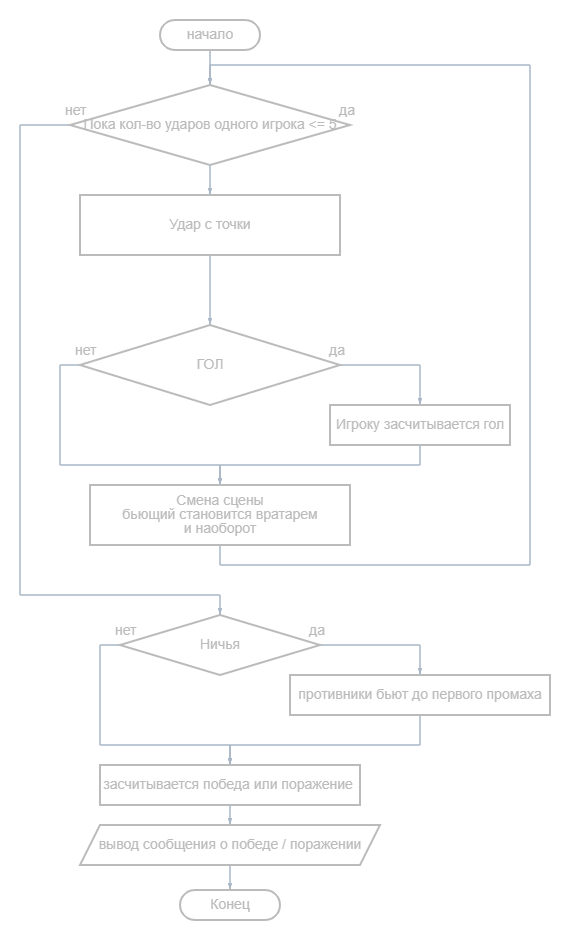 начало
нет
да
Пока кол-во ударов одного игрока <= 5
Удар с точки
нет
да
ГОЛ
Игроку засчитывается гол
Смена сцены
бьющий становится вратарем
и наоборот
нет
да
Ничья
противники бьют до первого промаха
засчитывается победа или поражение
вывод сообщения о победе / поражении
Конец